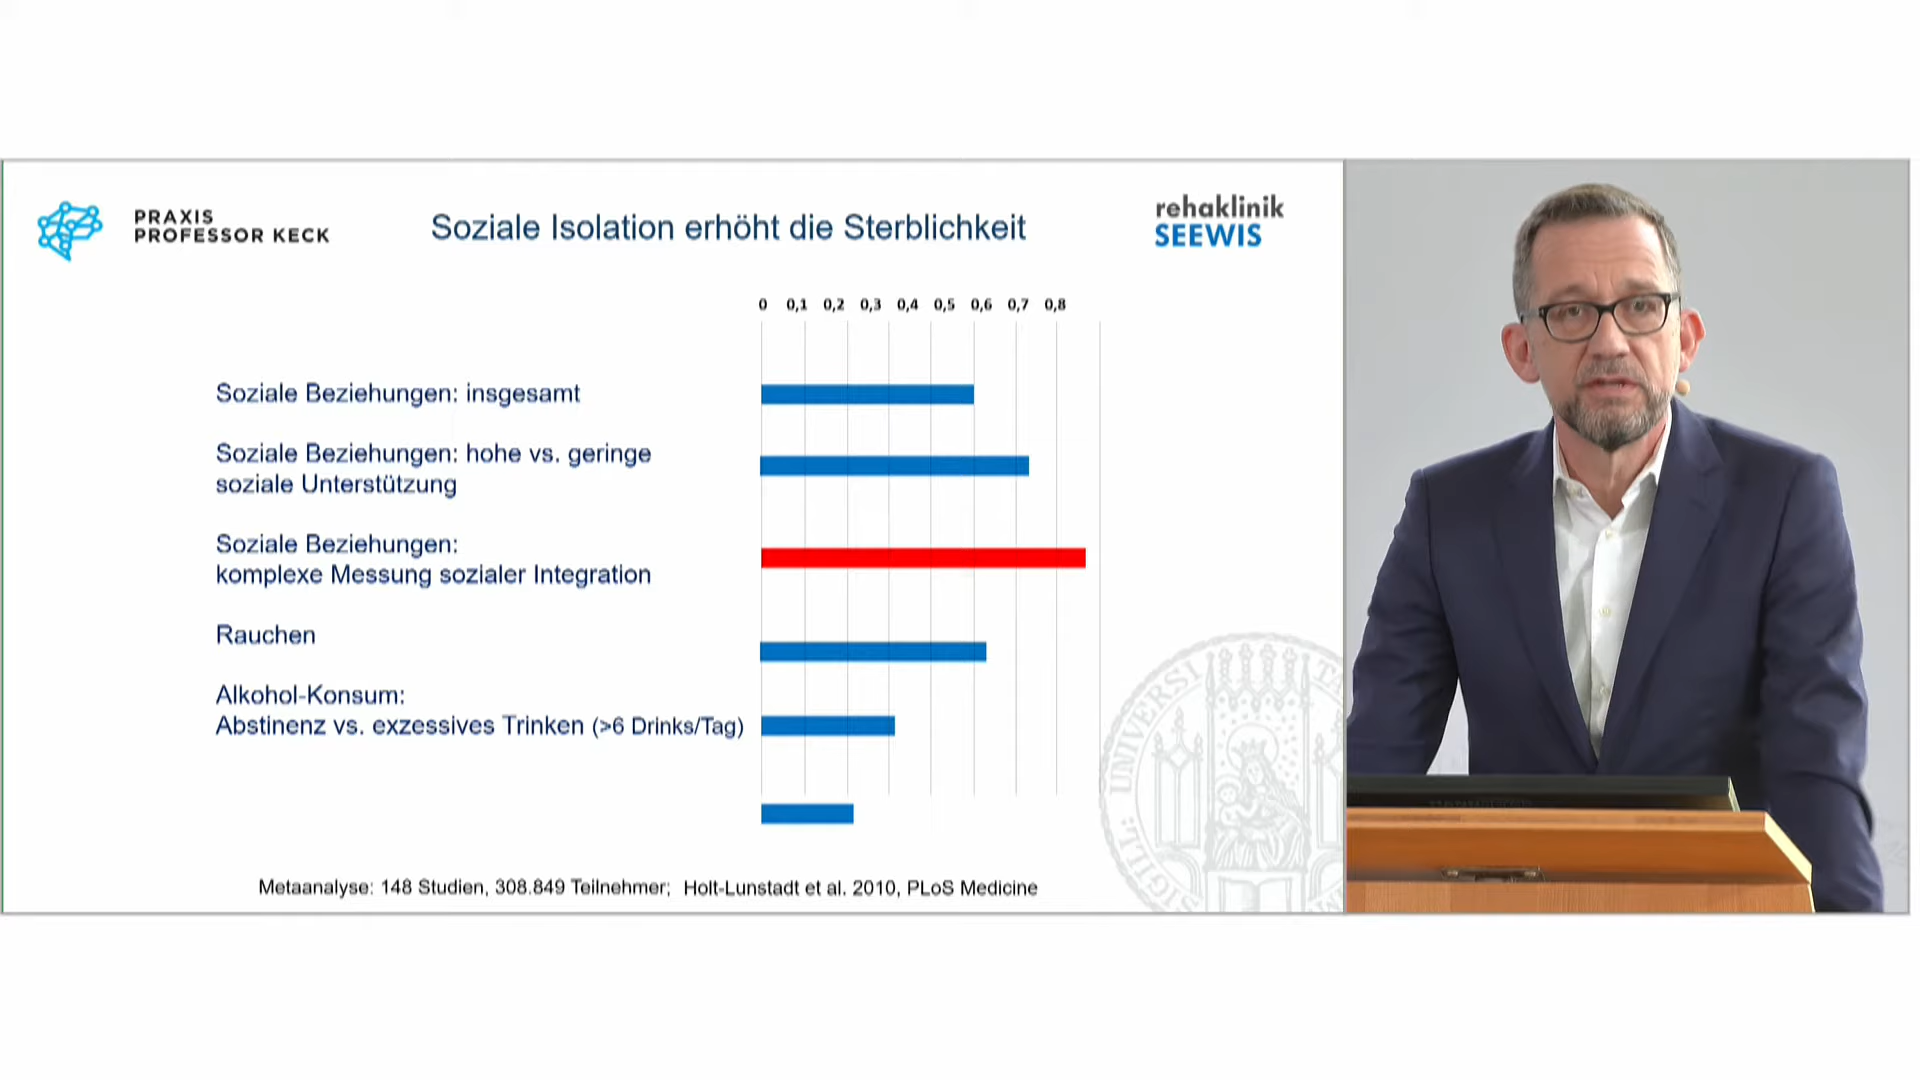 PRAXIS
PROFESSOR KECK
Soziale Isolation erhöht die Sterblichkeit
rehaklinik
SEEWIS
0 0,1 0,2 0,3 0,4 0,5 0,6 0,7 0,8
Soziale Beziehungen: insgesamt
Soziale Beziehungen: hohe vs. geringe
soziale Unterstützung
Soziale Beziehungen:
komplexe Messung sozialer Integration
Rauchen
Alkohol-Konsum:
Abstinenz vs. exzessives Trinken (>6 Drinks/Tag)
Metaanalyse: 148 Studien, 308.849 Teilnehmer; Holt-Lunstadt et al. 2010, PLoS Medicine